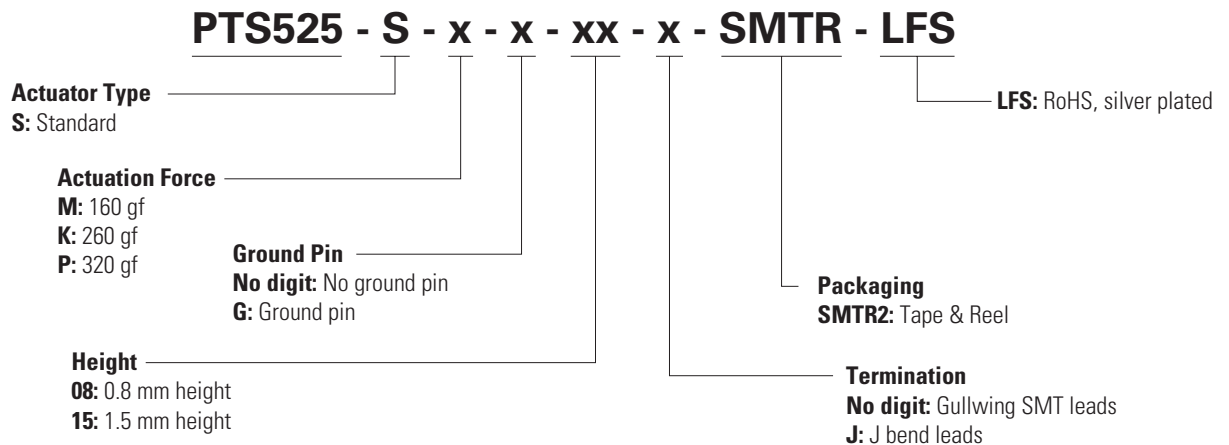 PTS525 - S - x - x - xx - x - SMTR - LFS
Actuator Type
S: Standard
LFS: RoHS, silver plated
Actuation Force
M: 160 gf
K: 260 gf
P: 320 gf
Ground Pin
No digit: No ground pin
G: Ground pin
Packaging
SMTR2: Tape & Reel
Height
08: 0.8 mm height
15: 1.5 mm height
Termination
No digit: Gullwing SMT leads
J: J bend leads